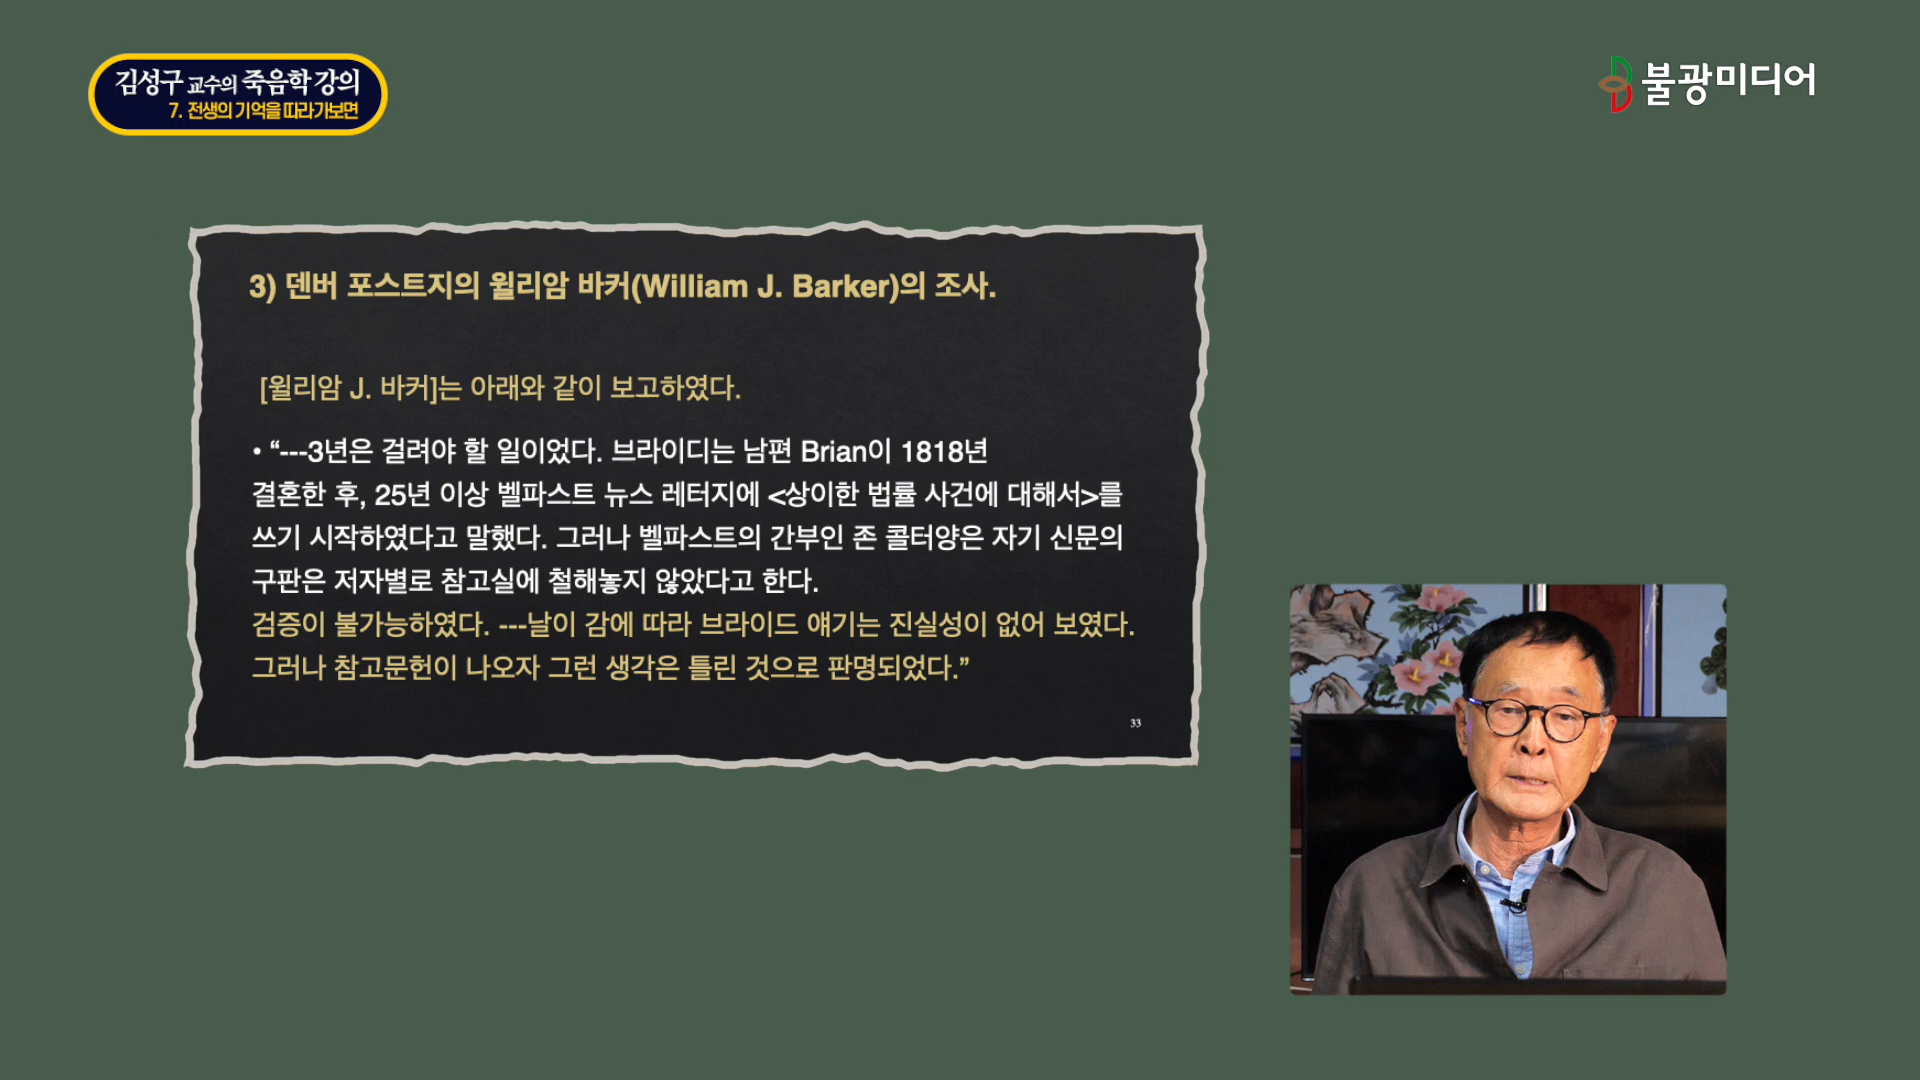 김성구 교수의 죽음학 강의
7. 전생의 기억을 따라가보면
불광미디어
3) 덴버 포스트지의 윌리암 바커(William J. Barker)의 조사.
[윌리암 J. 바커]는 아래와 같이 보고하였다.
• “---3년은 걸려야 할 일이었다. 브라이디는 남편 Brian이 1818년
결혼한 후, 25년 이상 벨파스트 뉴스 레터지에 <상이한 법률 사건에 대해서>를
쓰기 시작하였다고 말했다. 그러나 벨파스트의 간부인 존 콜터양은 자기 신문의
구판은 저자별로 참고실에 철해놓지 않았다고 한다.
검증이 불가능하였다. ---날이 감에 따라 브라이드 얘기는 진실성이 없어 보였다.
그러나 참고문헌이 나오자 그런 생각은 틀린 것으로 판명되었다.”
33